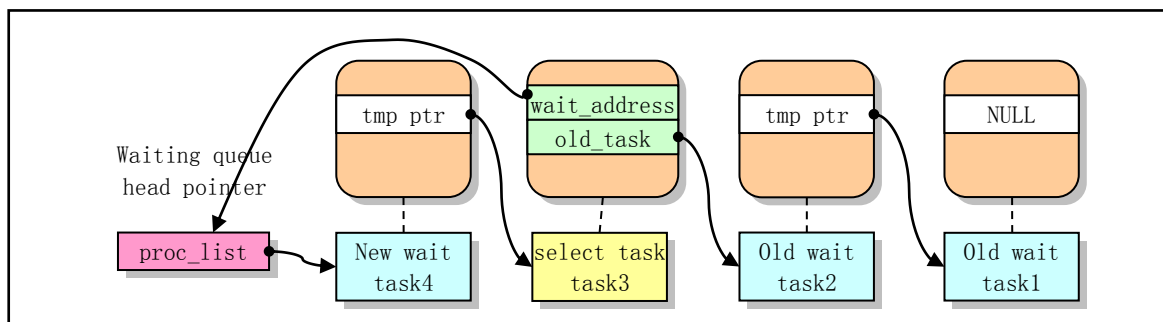 tmp ptr
wait_address
old_task
tmp ptr
NULL
Waiting queue
head pointer
proc_list
New wait
task4
select task
task3
Old wait
task2
Old wait
task1